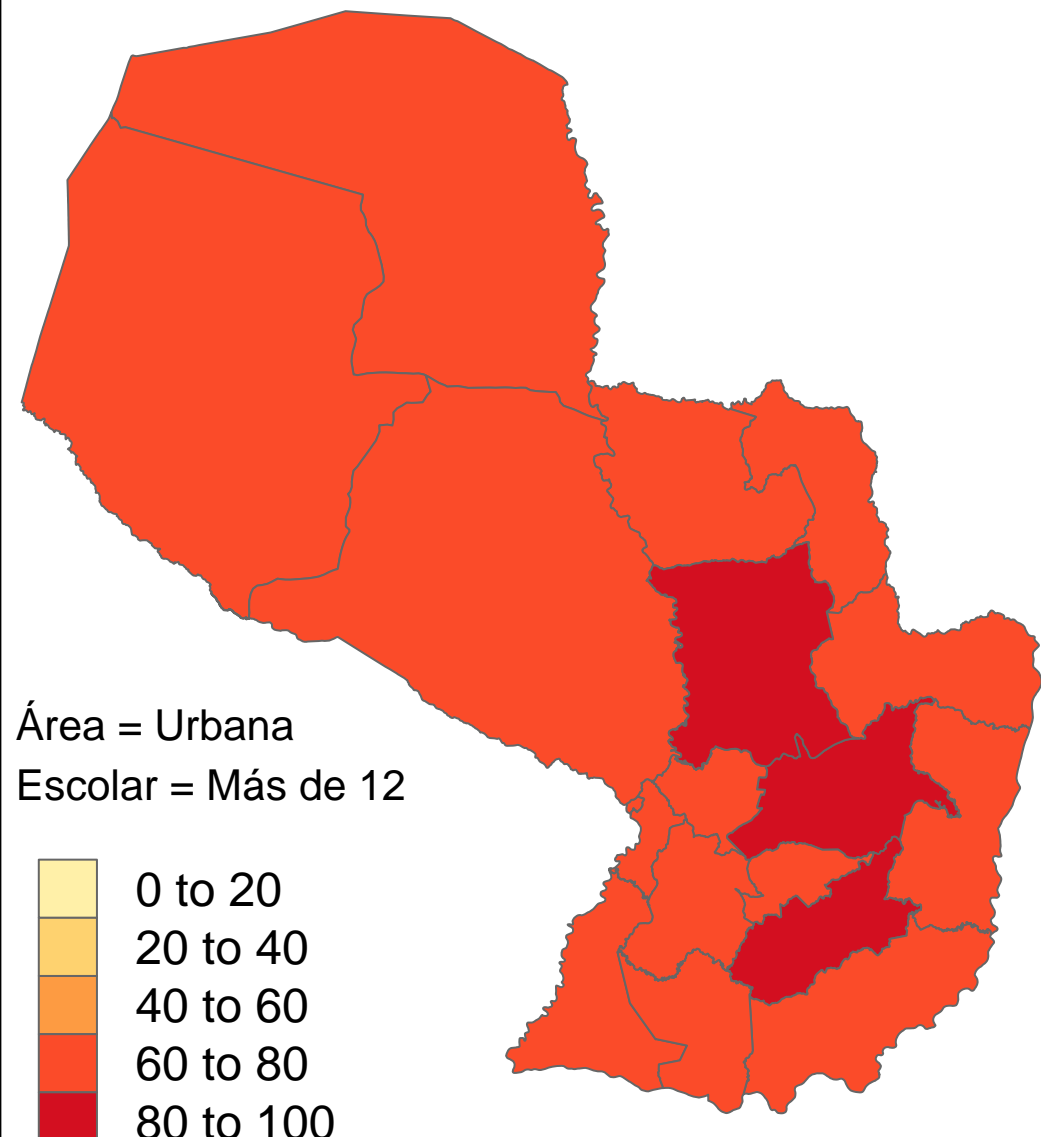 Área = Urbana
Escolar = Más de 12
0 to 20
20 to 40
40 to 60
60 to 80
80 to 100